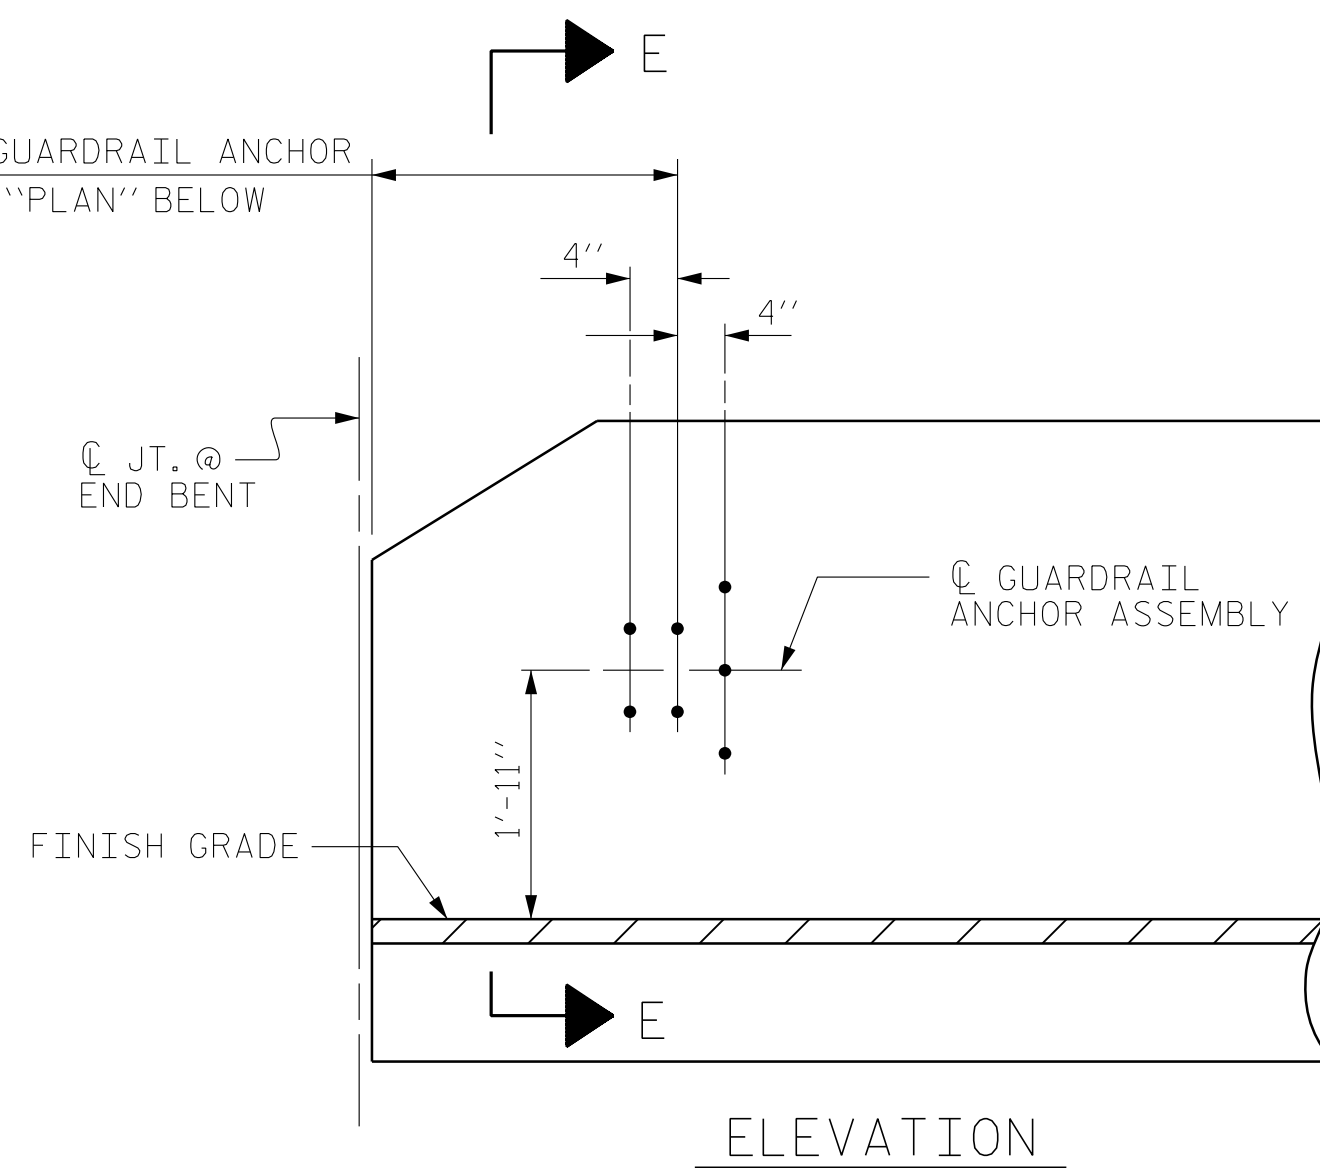 E
GUARDRAIL ANCHOR
“PLAN” BELOW
4''
4''
℄ JT. @
END BENT
℄ GUARDRAIL
ANCHOR ASSEMBLY
1'-11''
FINISH GRADE
E
ELEVATION